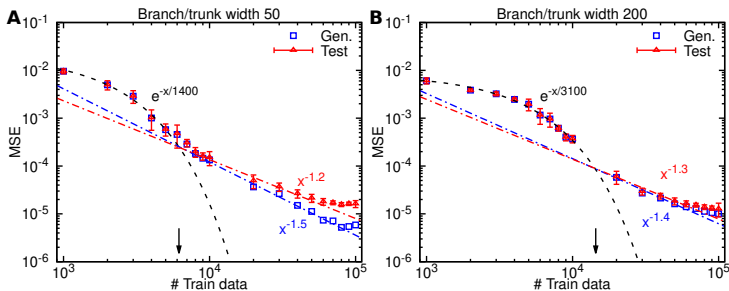 A
Branch/trunk width 50
MSE
10^-1
10^-2
10^-3
10^-4
10^-5
10^-6
Gen.
Test
e^-x/1400
x^-1.2
x^-1.5
10^3
10^4
10^5
# Train data
B
Branch/trunk width 200
MSE
10^-1
10^-2
10^-3
10^-4
10^-5
10^-6
Gen.
Test
e^-x/3100
x^-1.3
x^-1.4
10^3
10^4
10^5
# Train data